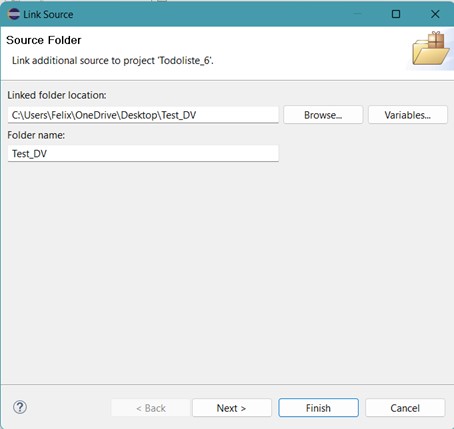 Link Source
Source Folder
Link additional source to project 'Todoliste_6'.
Linked folder location:
C:\Users\Felix\OneDrive\Desktop\Test_DV
Browse...
Variables...
Folder name:
Test_DV
?
< Back
Next >
Finish
Cancel